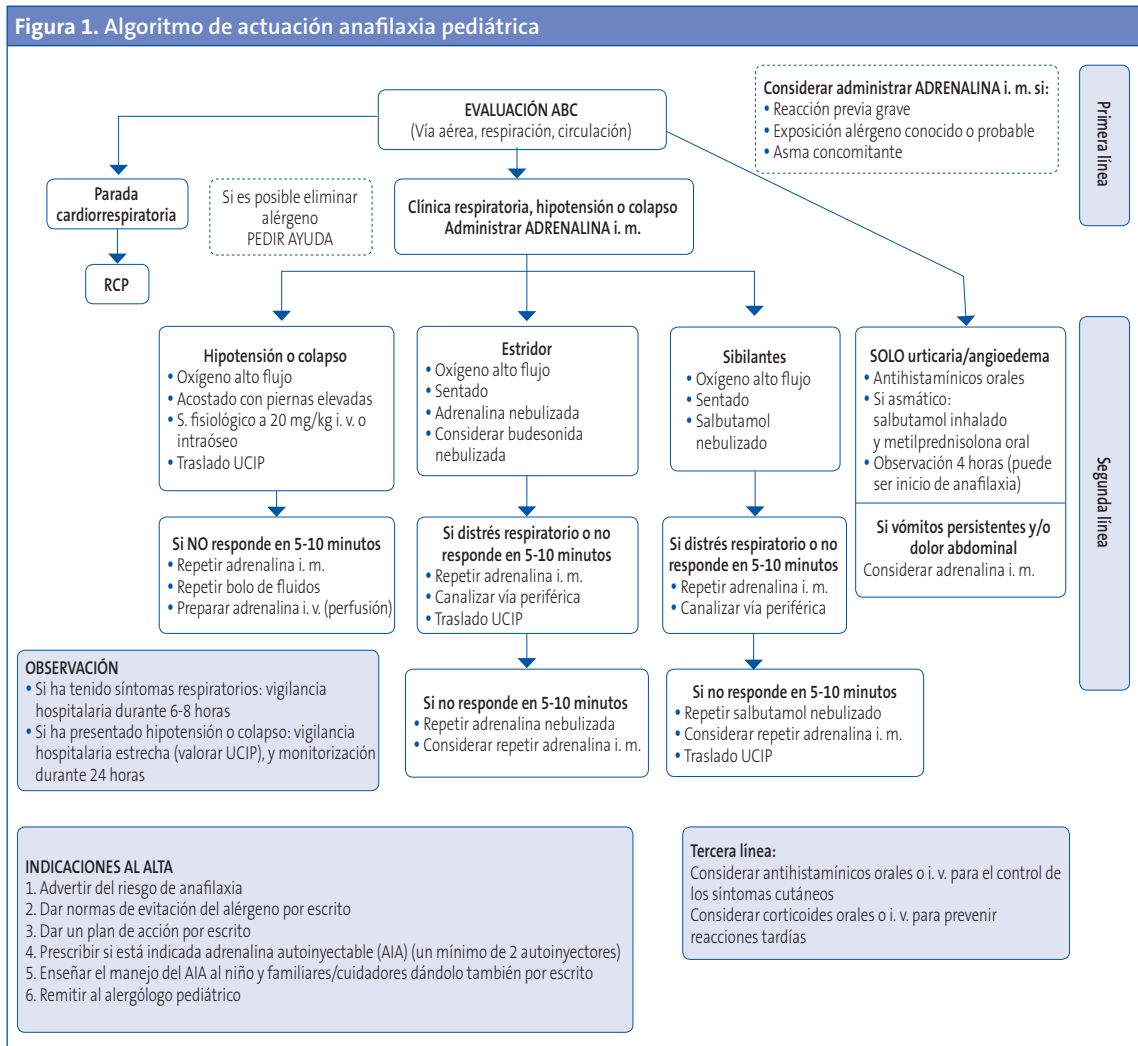 Figura 1. Algoritmo de actuación anafilaxia pediátrica
EVALUACIÓN ABC
(Vía aérea, respiración, circulación)
Considerar administrar ADRENALINA i. m. si:
• Reacción previa grave
• Exposición alérgeno conocido o probable
• Asma concomitante
Primera línea
Parada
cardiorrespiratoria
RCP
Si es posible eliminar
alérgeno
PEDIR AYUDA
Clínica respiratoria, hipotensión o colapso
Administrar ADRENALINA i. m.
Hipotensión o colapso
• Oxígeno alto flujo
• Acostado con piernas elevadas
• S. fisiológico a 20 mg/kg i. v. o
intraóseo
• Traslado UCIP
Estridor
• Oxígeno alto flujo
• Sentado
• Adrenalina nebulizada
• Considerar budesonida
nebulizada
Sibilantes
• Oxígeno alto flujo
• Sentado
• Salbutamol
nebulizado
SOLO urticaria/angioedema
• Antihistamínicos orales
• Si asmático:
salbutamol inhalado
y metilprednisolona oral
• Observación 4 horas (puede
ser inicio de anafilaxia)
Si vómitos persistentes y/o
dolor abdominal
Considerar adrenalina i. m.
Segunda línea
Si NO responde en 5-10 minutos
• Repetir adrenalina i. m.
• Repetir bolo de fluidos
• Preparar adrenalina i. v. (perfusión)
Si distrés respiratorio o no
responde en 5-10 minutos
• Repetir adrenalina i. m.
• Canalizar vía periférica
• Traslado UCIP
Si distrés respiratorio o no
responde en 5-10 minutos
• Repetir adrenalina i. m.
• Canalizar vía periférica
OBSERVACIÓN
• Si ha tenido síntomas respiratorios: vigilancia
hospitalaria durante 6-8 horas
• Si ha presentado hipotensión o colapso: vigilancia
hospitalaria estrecha (valorar UCIP), y monitorización
durante 24 horas
Si no responde en 5-10 minutos
• Repetir adrenalina nebulizada
• Considerar repetir adrenalina i. m.
Si no responde en 5-10 minutos
• Repetir salbutamol nebulizado
• Considerar repetir adrenalina i. m.
• Traslado UCIP
INDICACIONES AL ALTA
1. Advertir del riesgo de anafilaxia
2. Dar normas de evitación del alérgeno por escrito
3. Dar un plan de acción por escrito
4. Prescribir si está indicada adrenalina autoinyectable (AIA) (un mínimo de 2 autoinyectores)
5. Enseñar el manejo del AIA al niño y familiares/cuidadores dándolo también por escrito
6. Remitir al alergólogo pediátrico
Tercera línea:
Considerar antihistamínicos orales o i. v. para el control de
los síntomas cutáneos
Considerar corticoides orales o i. v. para prevenir
reacciones tardías